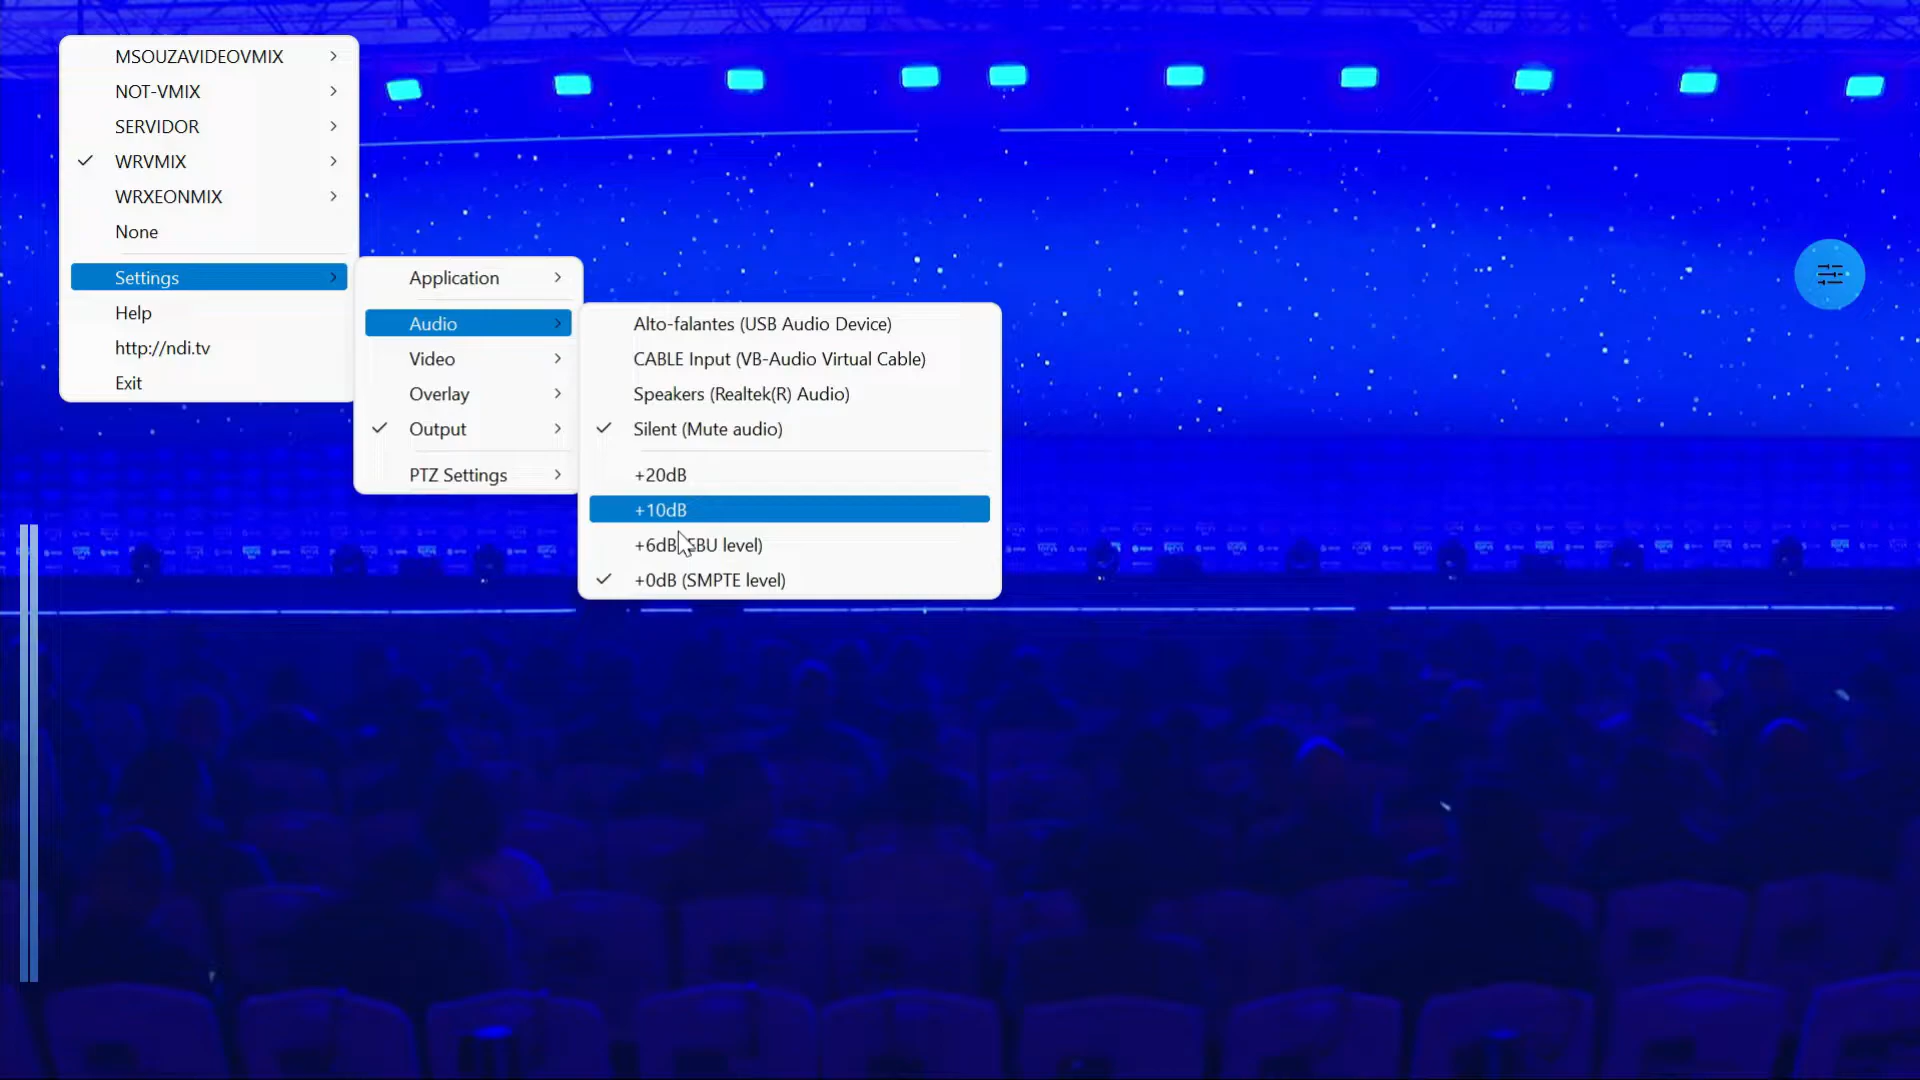 MSOUZAVIDEOVMIX
NOT-VMIX
SERVIDOR
WRVMIX
WRXEONMIX
None
Settings
Help
http://ndi.tv
Exit
Application
Audio
Video
Overlay
Output
PTZ Settings
Alto-falantes (USB Audio Device)
CABLE Input (VB-Audio Virtual Cable)
Speakers (Realtek(R) Audio)
Silent (Mute audio)
+20dB
+10dB
+6dB (EBU level)
+0dB (SMPTE level)